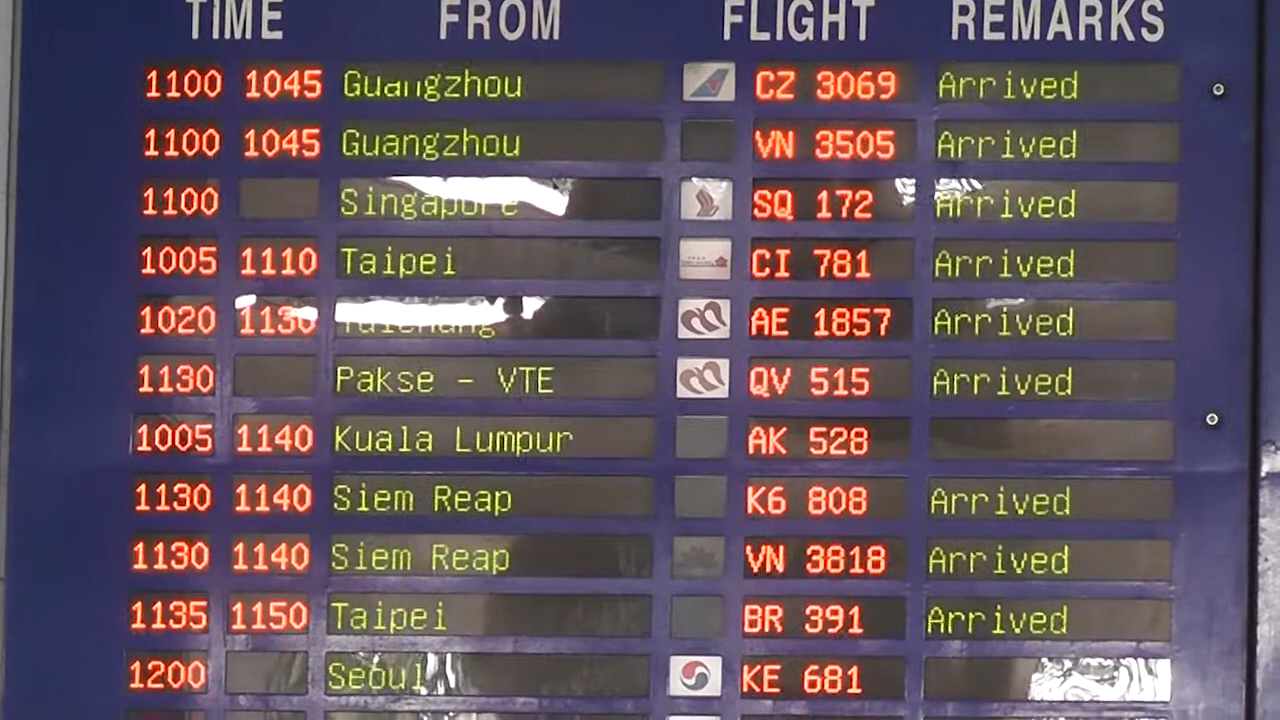 TIME FROM FLIGHT REMARKS
1100 1045 Guangzhou CZ 3069 Arrived
1100 1045 Guangzhou VN 3505 Arrived
1100 Singapore SQ 172 Arrived
1005 1110 Taipei CI 781 Arrived
1020 1130 AE 1857 Arrived
1130 Pakse - VTE QV 515 Arrived
1005 1140 Kuala Lumpur AK 528
1130 1140 Siem Reap K6 808 Arrived
1130 1140 Siem Reap VN 3818 Arrived
1135 1150 Taipei BR 391 Arrived
1200 Seoul KE 681